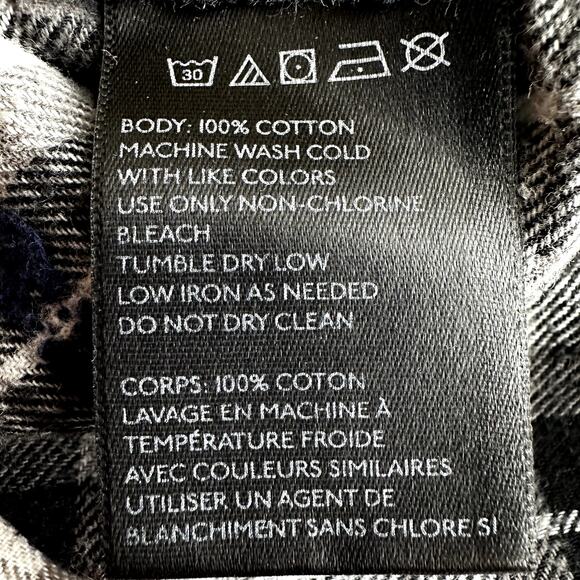 30
BODY: 100% COTTON
MACHINE WASH COLD
WITH LIKE COLORS
USE ONLY NON-CHLORINE
BLEACH
TUMBLE DRY LOW
LOW IRON AS NEEDED
DO NOT DRY CLEAN
CORPS: 100% COTON
LAVAGE EN MACHINE À
TEMPÉRATURE FROIDE
AVEC COULEURS SIMILAIRES
UTILISER UN AGENT DE
BLANCHIMENT SANS CHLORE SI